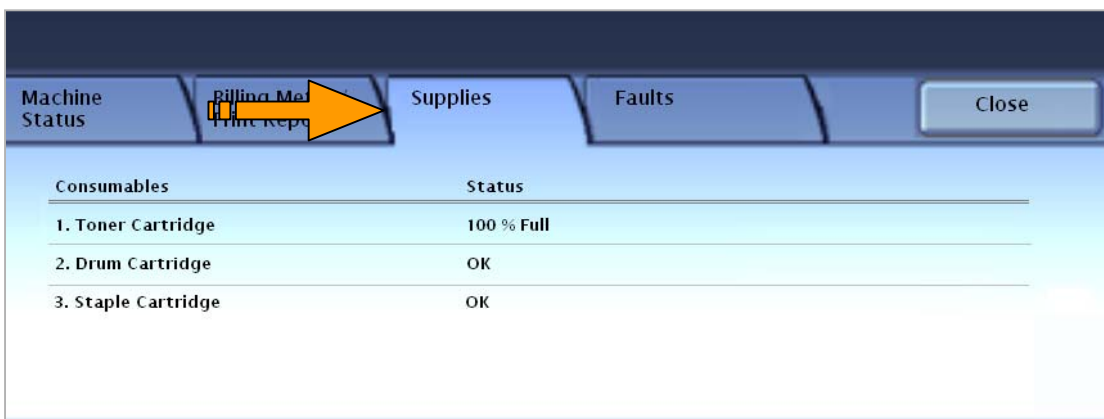 Machine
Status
Billing
Supplies
Faults
Close
Consumables Status
1. Toner Cartridge 100 % Full
2. Drum Cartridge OK
3. Staple Cartridge OK